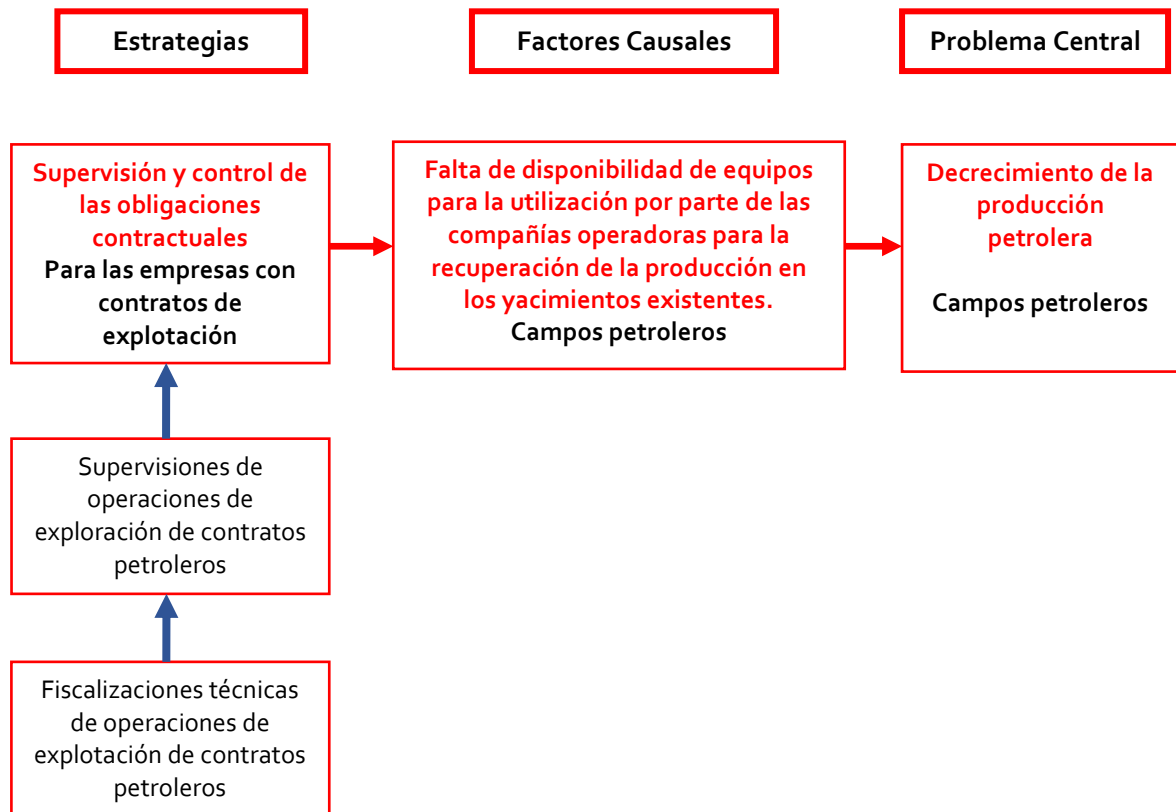 Estrategias
Factores Causales
Problema Central
Supervisión y control de
las obligaciones
contractuales
Para las empresas con
contratos de
explotación
Falta de disponibilidad de equipos
para la utilización por parte de las
compañías operadoras para la
recuperación de la producción en
los yacimientos existentes.
Campos petroleros
Decrecimiento de la
producción
petrolera
Campos petroleros
Supervisiones de
operaciones de
exploración de contratos
petroleros
Fiscalizaciones técnicas
de operaciones de
explotación de contratos
petroleros